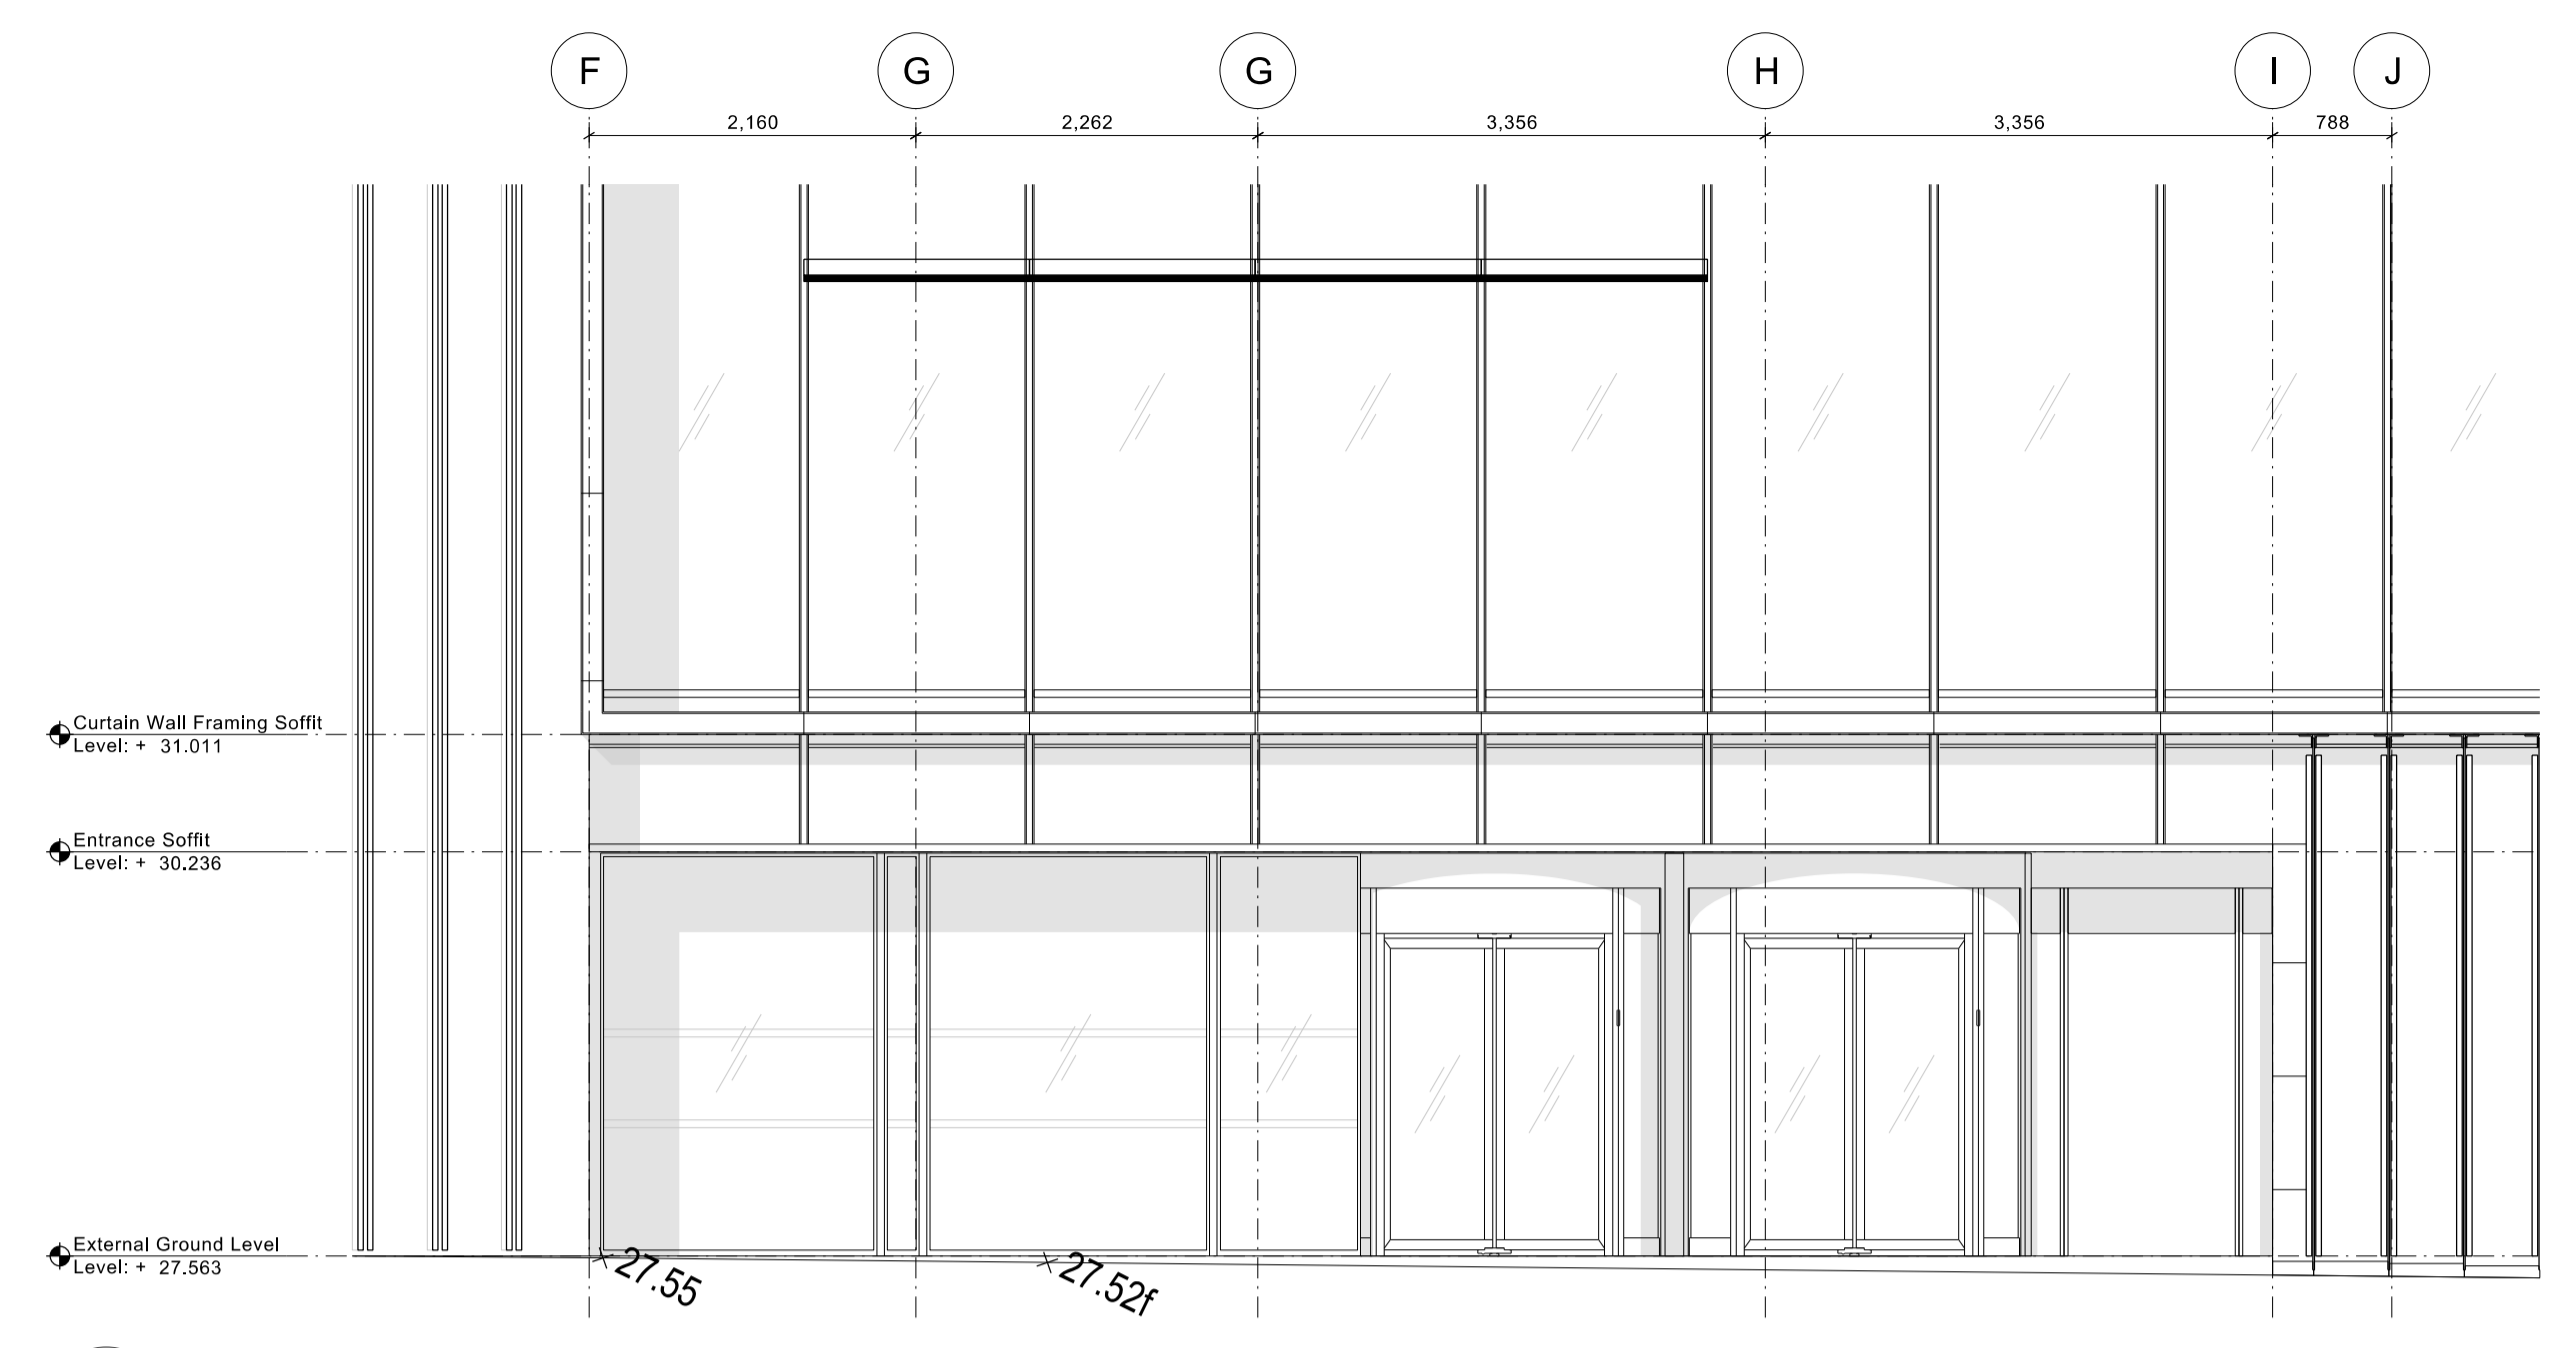 F G G H I J
2,160 2,262 3,356 3,356 788
Curtain Wall Framing Soffit
Level: + 31.011
Entrance Soffit
Level: + 30.236
External Ground Level
Level: + 27.563
27.55
27.52f